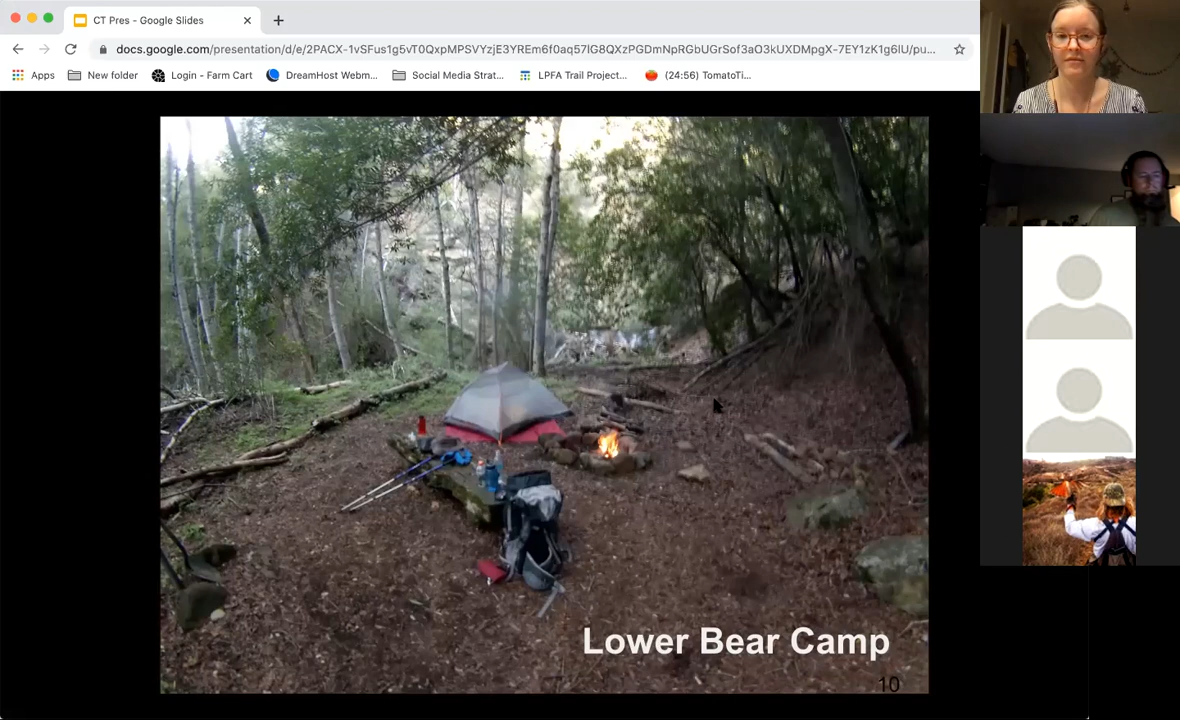 CT Pres - Google Slides
docs.google.com/presentation/d/e/2PACX-1vSFus1g5vT0QxpMPSVYzjE3YREm6f0aq57IG8QXzPGDmNpRGbUGrSof3aO3kUXDMpgX-7EY1zK1g6IU/pu...
Apps New folder Login - Farm Cart DreamHost Webm... Social Media Strat... LPFA Trail Project... (24:56) TomatoTi...
Lower Bear Camp
10